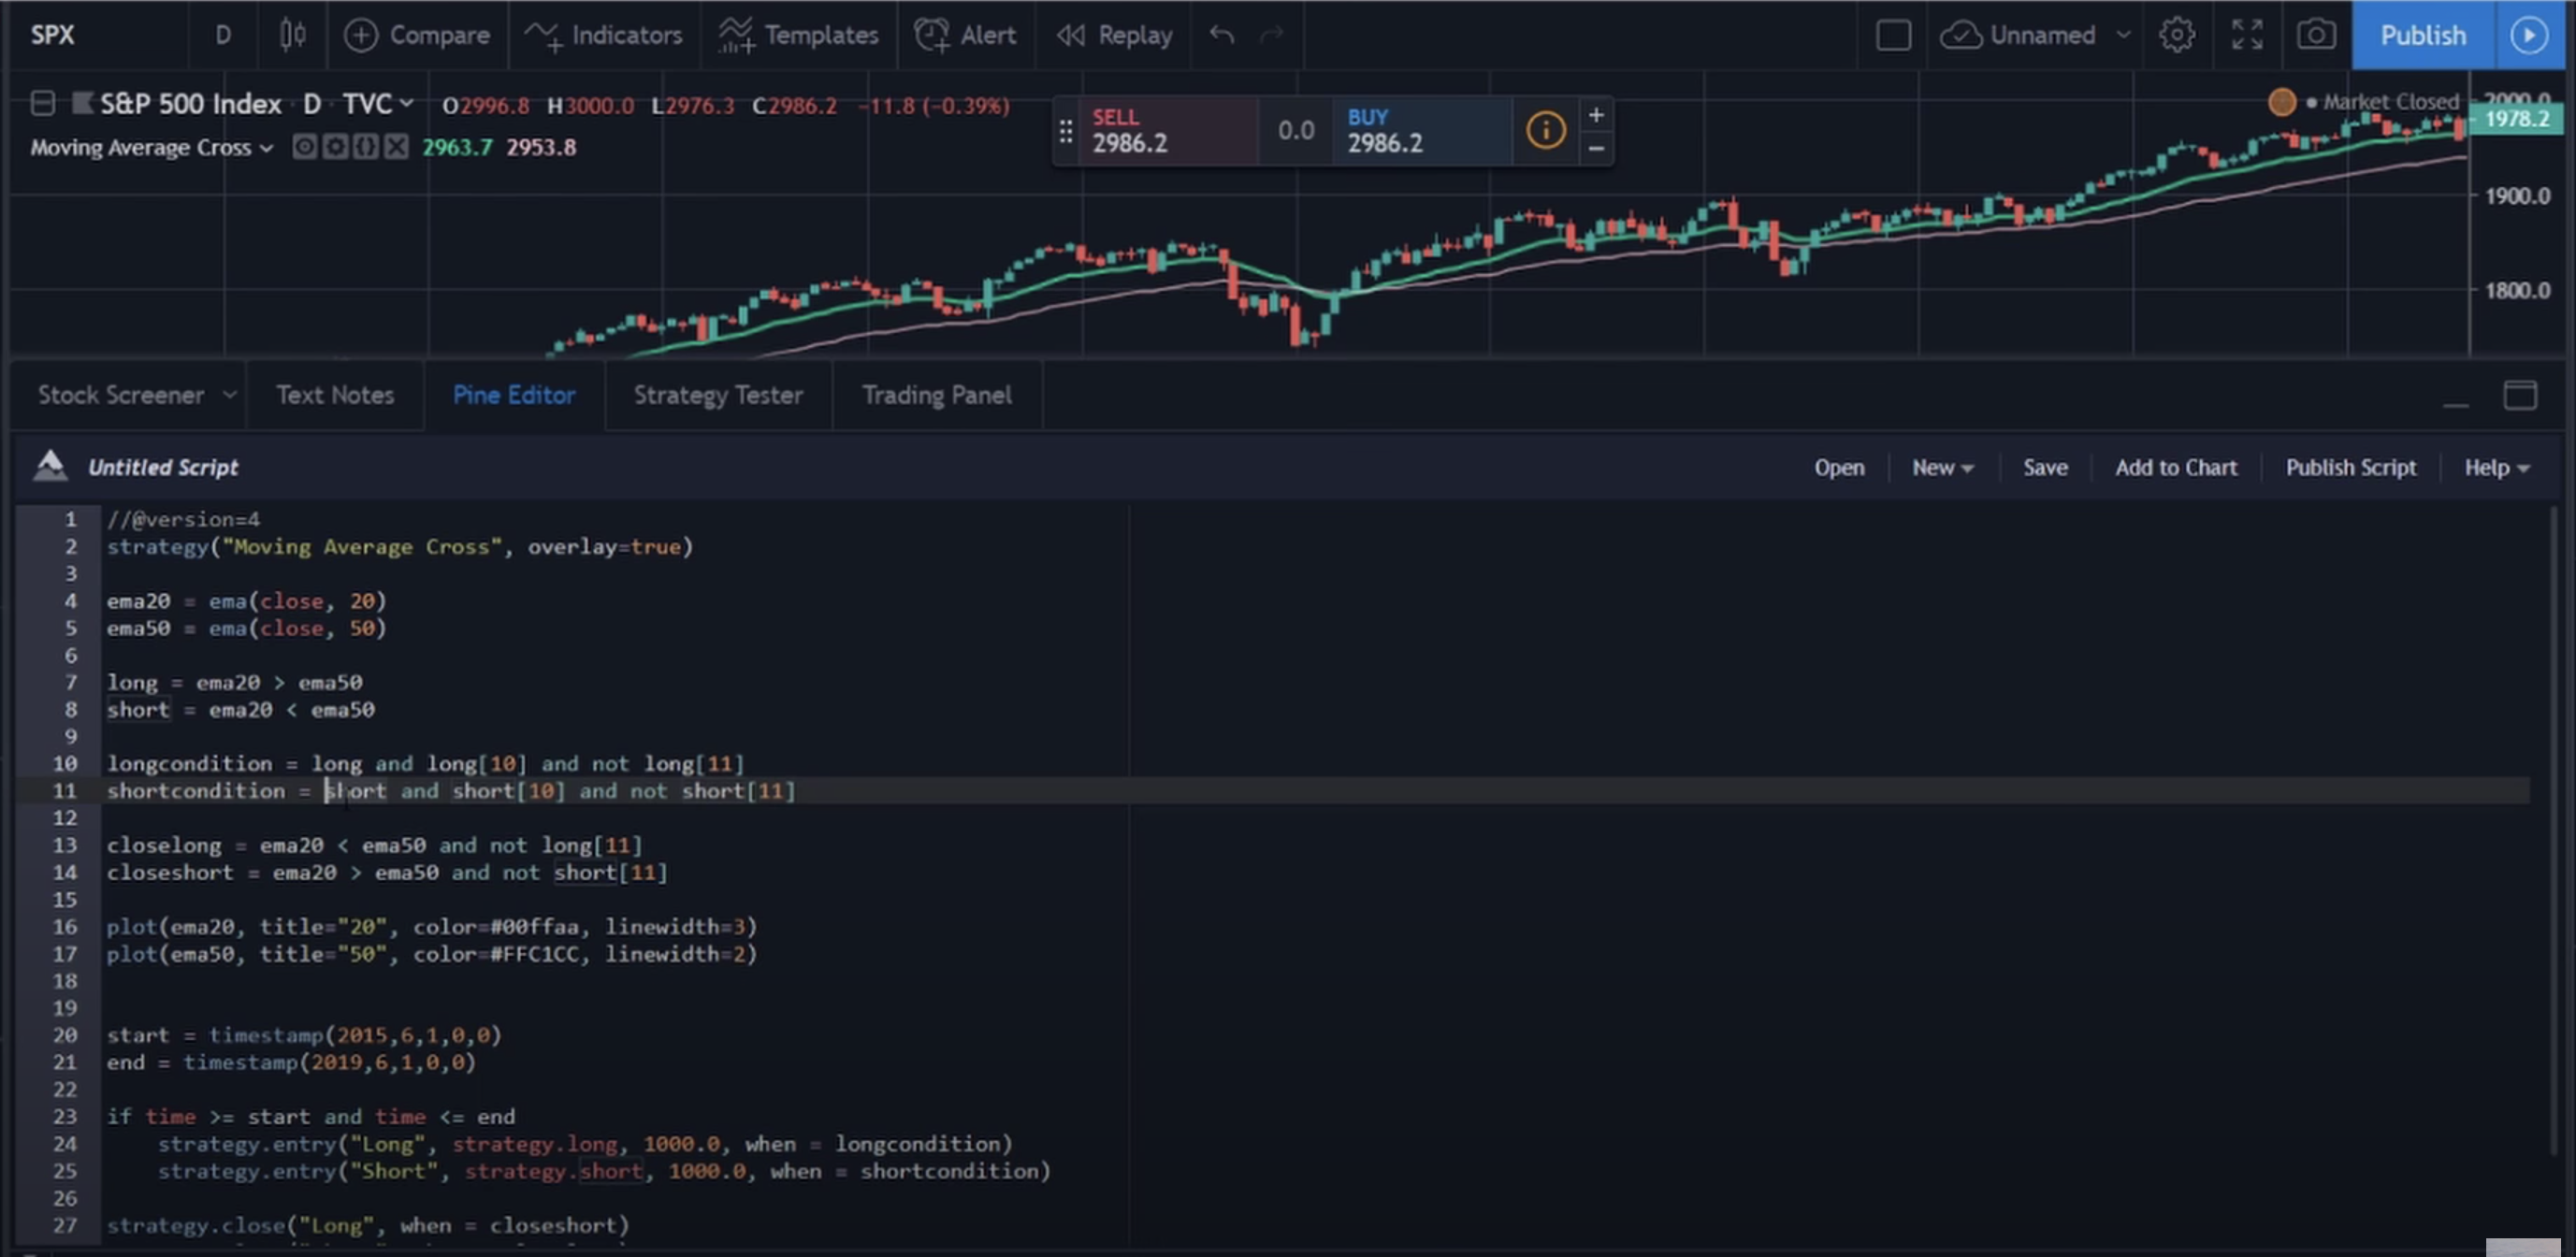 SPX D Compare Indicators Templates Alert Replay Unnamed Publish
S&P 500 Index · D · TVC O2996.8 H3000.0 L2976.3 C2986.2 −11.8 (−0.39%)
Moving Average Cross 2963.7 2953.8
SELL
2986.2
0.0
BUY
2986.2
Market Closed
2000.0
1978.2
1900.0
1800.0
Stock Screener Text Notes Pine Editor Strategy Tester Trading Panel
Untitled Script Open New Save Add to Chart Publish Script Help
1 //@version=4
2 strategy("Moving Average Cross", overlay=true)
3
4 ema20 = ema(close, 20)
5 ema50 = ema(close, 50)
6
7 long = ema20 > ema50
8 short = ema20 < ema50
9
10 longcondition = long and long[10] and not long[11]
11 shortcondition = short and short[10] and not short[11]
12
13 closelong = ema20 < ema50 and not long[11]
14 closeshort = ema20 > ema50 and not short[11]
15
16 plot(ema20, title="20", color=#00ffaa, linewidth=3)
17 plot(ema50, title="50", color=#FFC1CC, linewidth=2)
18
19
20 start = timestamp(2015,6,1,0,0)
21 end = timestamp(2019,6,1,0,0)
22
23 if time >= start and time <= end
24 strategy.entry("Long", strategy.long, 1000.0, when = longcondition)
25 strategy.entry("Short", strategy.short, 1000.0, when = shortcondition)
26
27 strategy.close("Long", when = closeshort)